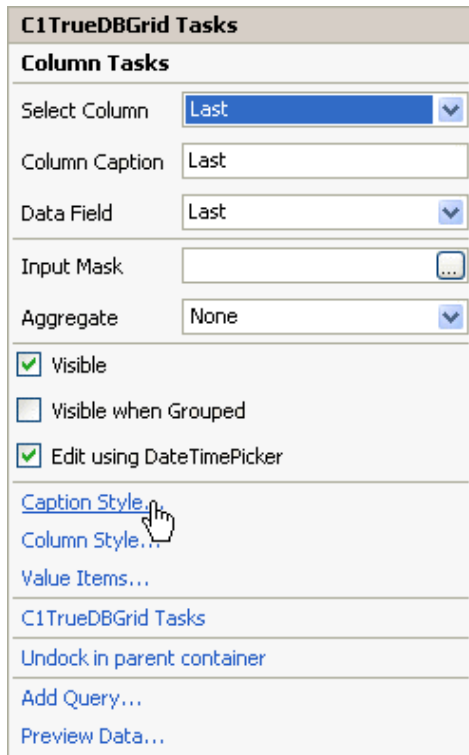 C1TrueDBGrid Tasks
Column Tasks
Select Column Last
Column Caption Last
Data Field Last
Input Mask ...
Aggregate None
Visible
Visible when Grouped
Edit using DateTimePicker
Caption Style...
Column Style...
Value Items...
C1TrueDBGrid Tasks
Undock in parent container
Add Query...
Preview Data...